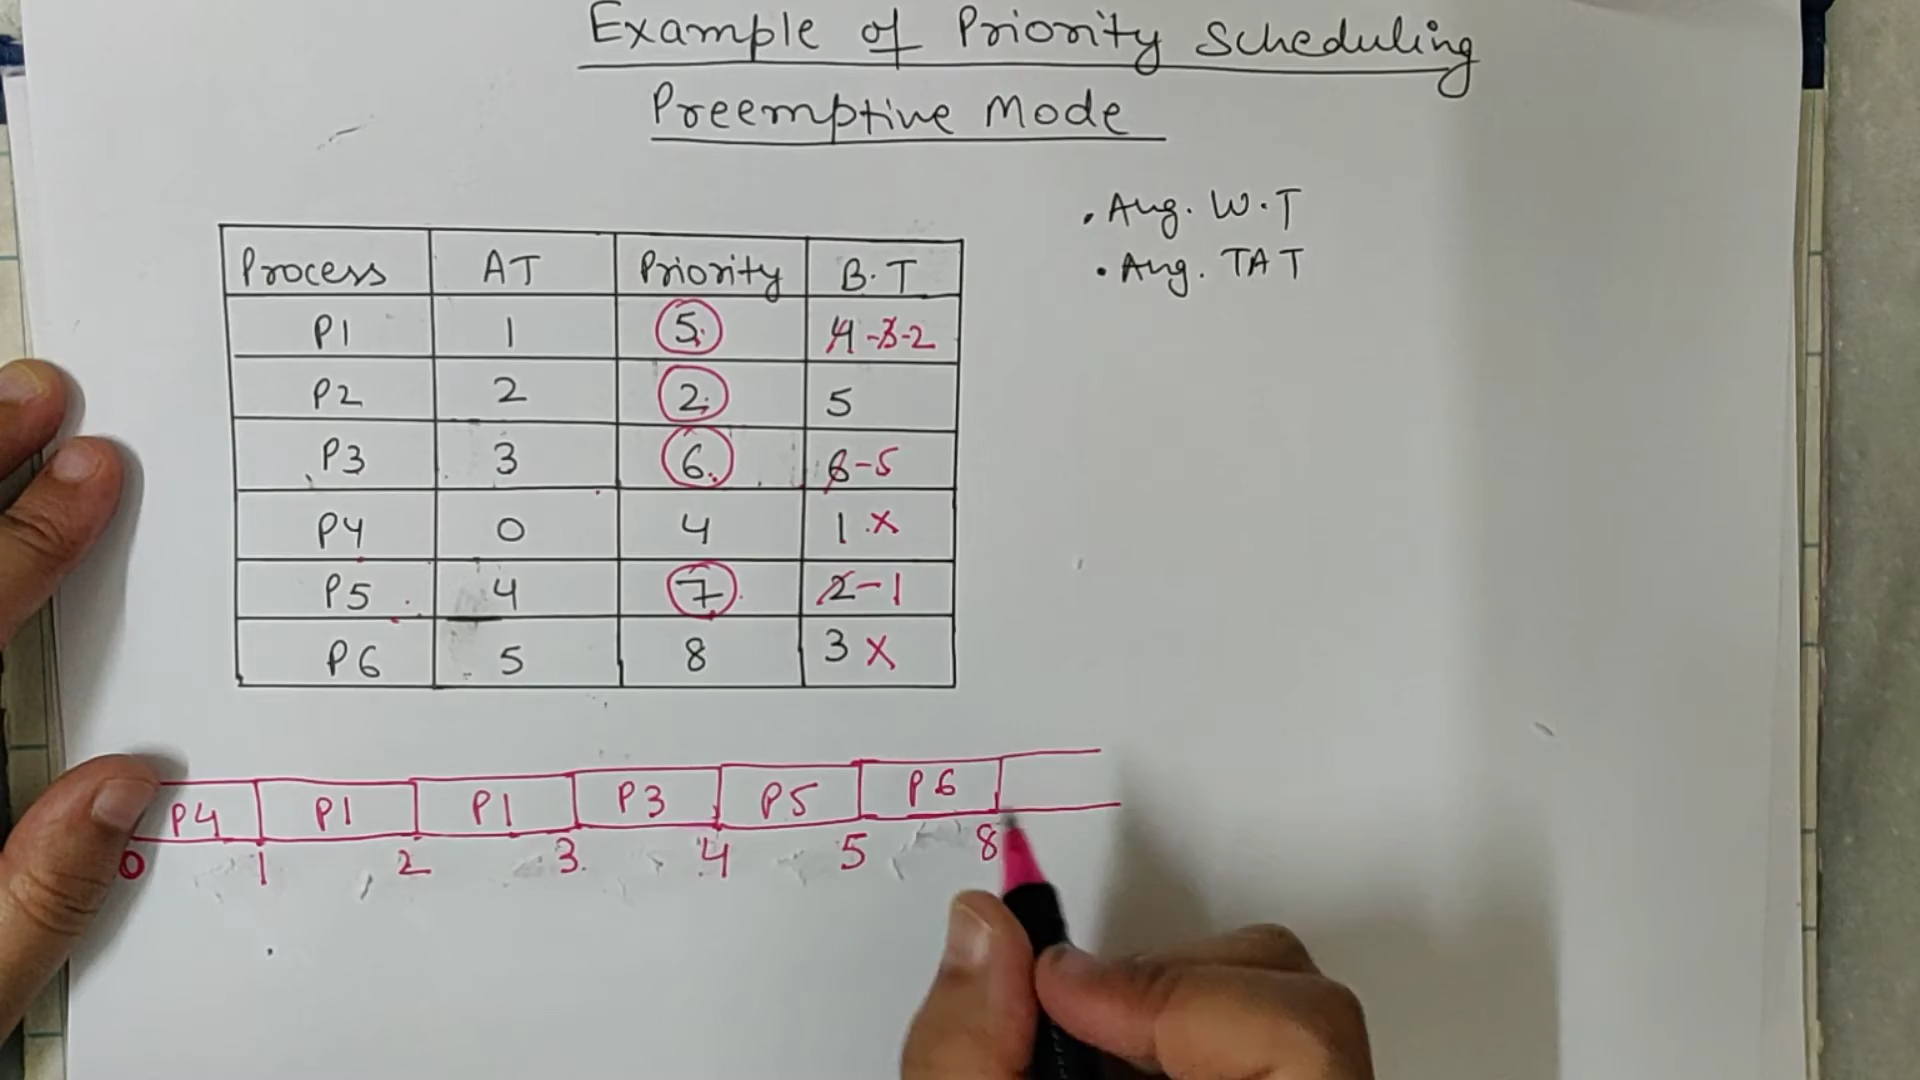 Example of Priority Scheduling
Preemptive Mode
. Avg. W.T
. Avg. TAT
Process AT Priority B.T
P1 1 5. 4-3-2
P2 2 2. 5
P3 3 6. 6-5
P4 0 4 1 x
P5 4 7 2-1
P6 5 8 3 x
P4 P1 P1 P3 P5 P6
0 1 2 3 4 5 8